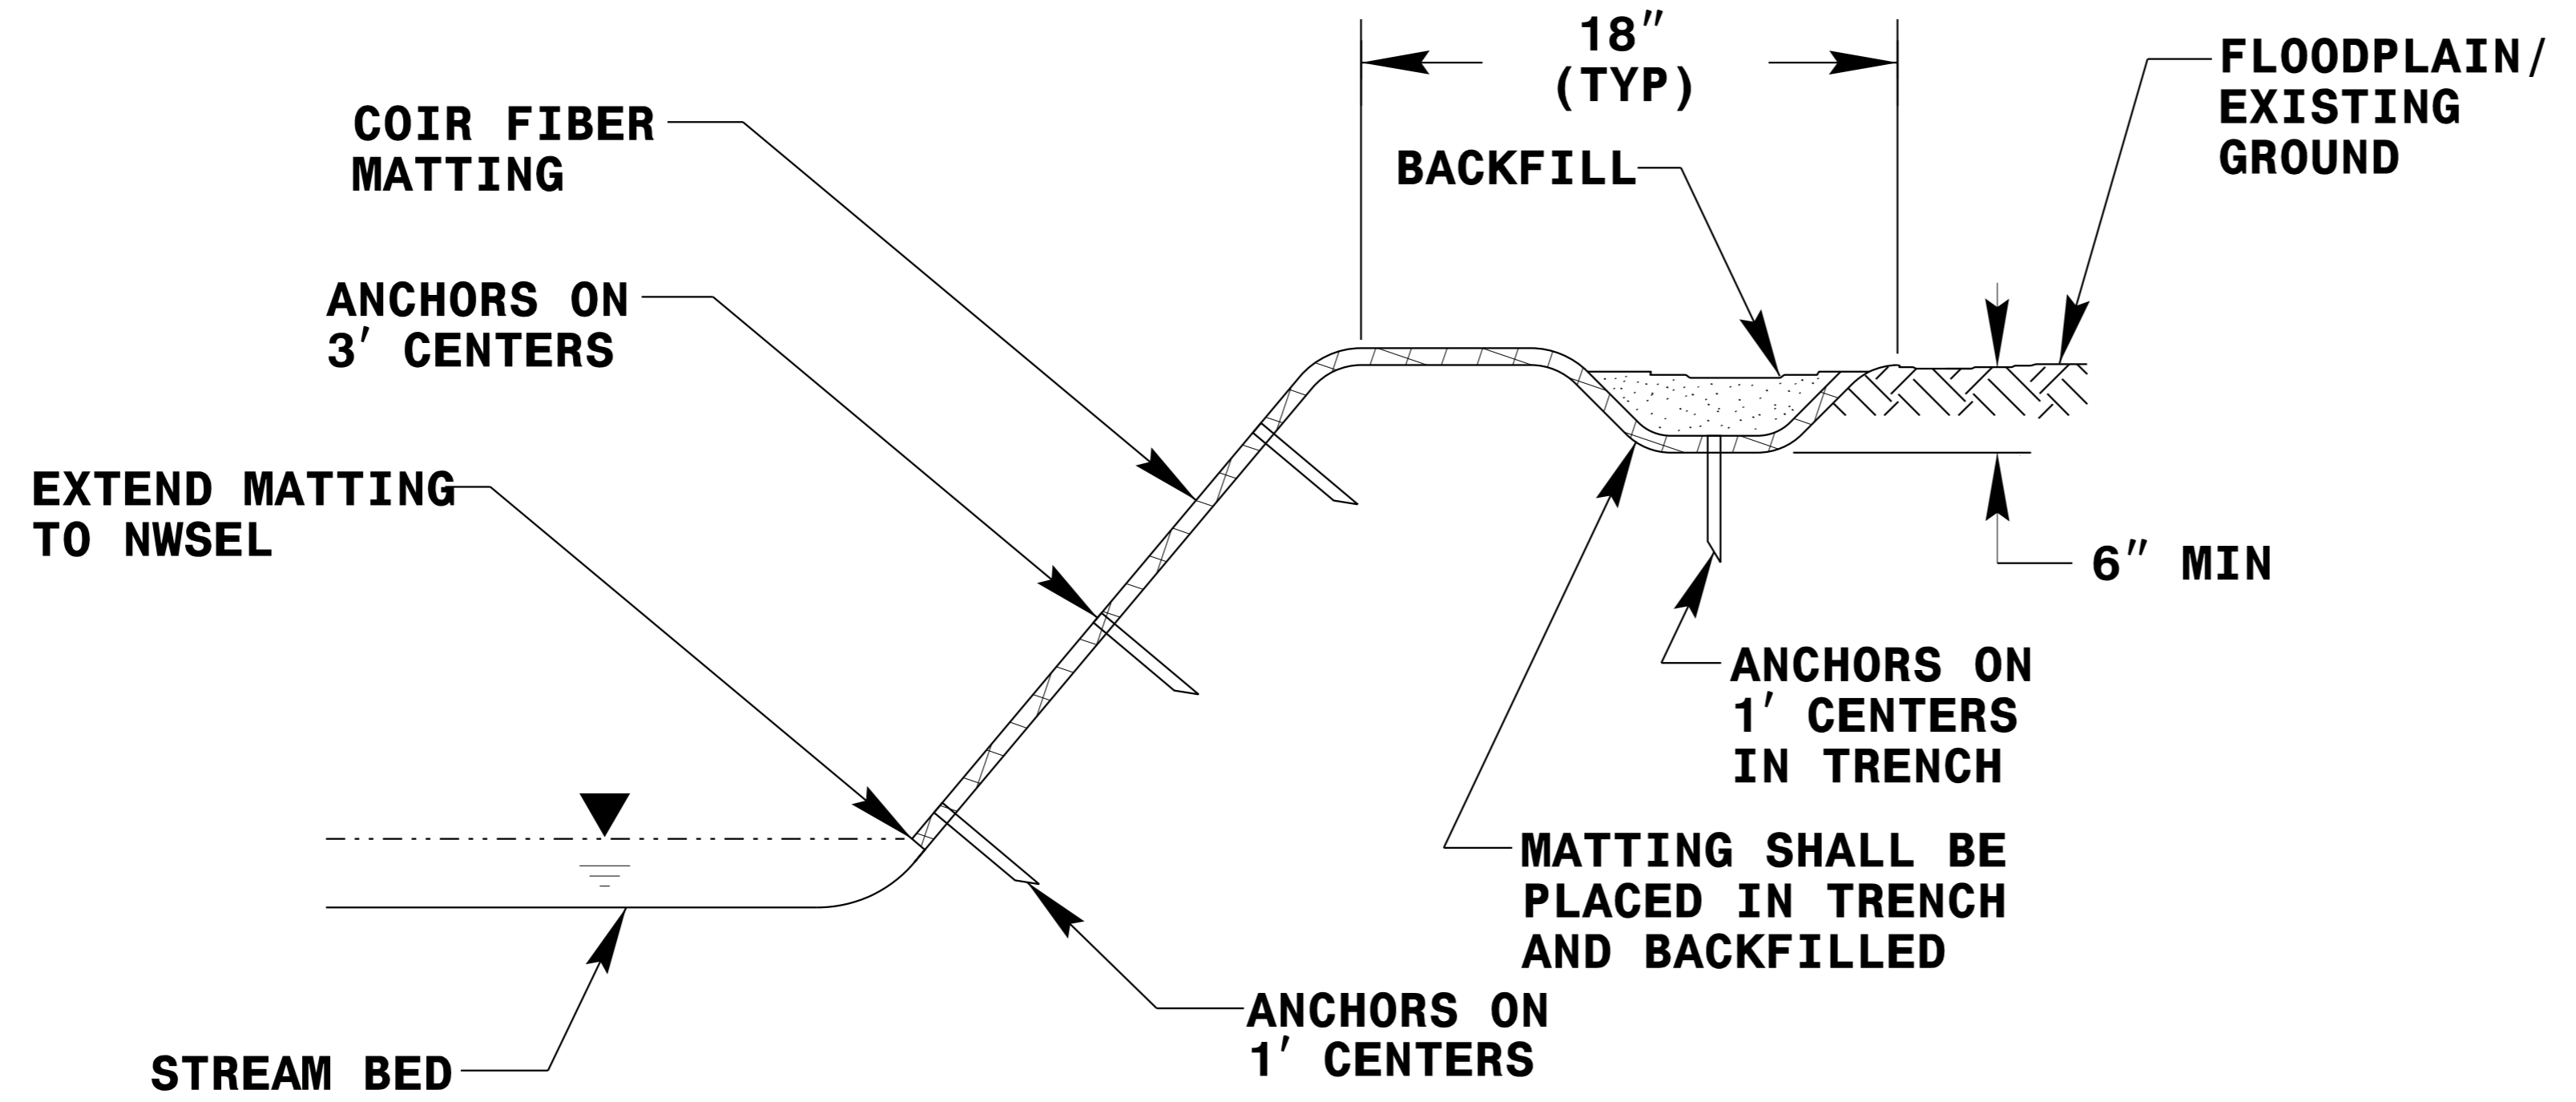 18"
(TYP)
FLOODPLAIN/
EXISTING
GROUND
COIR FIBER
MATTING
BACKFILL
ANCHORS ON
3' CENTERS
EXTEND MATTING
TO NWSEL
6" MIN
ANCHORS ON
1' CENTERS
IN TRENCH
MATTING SHALL BE
PLACED IN TRENCH
AND BACKFILLED
ANCHORS ON
1' CENTERS
STREAM BED